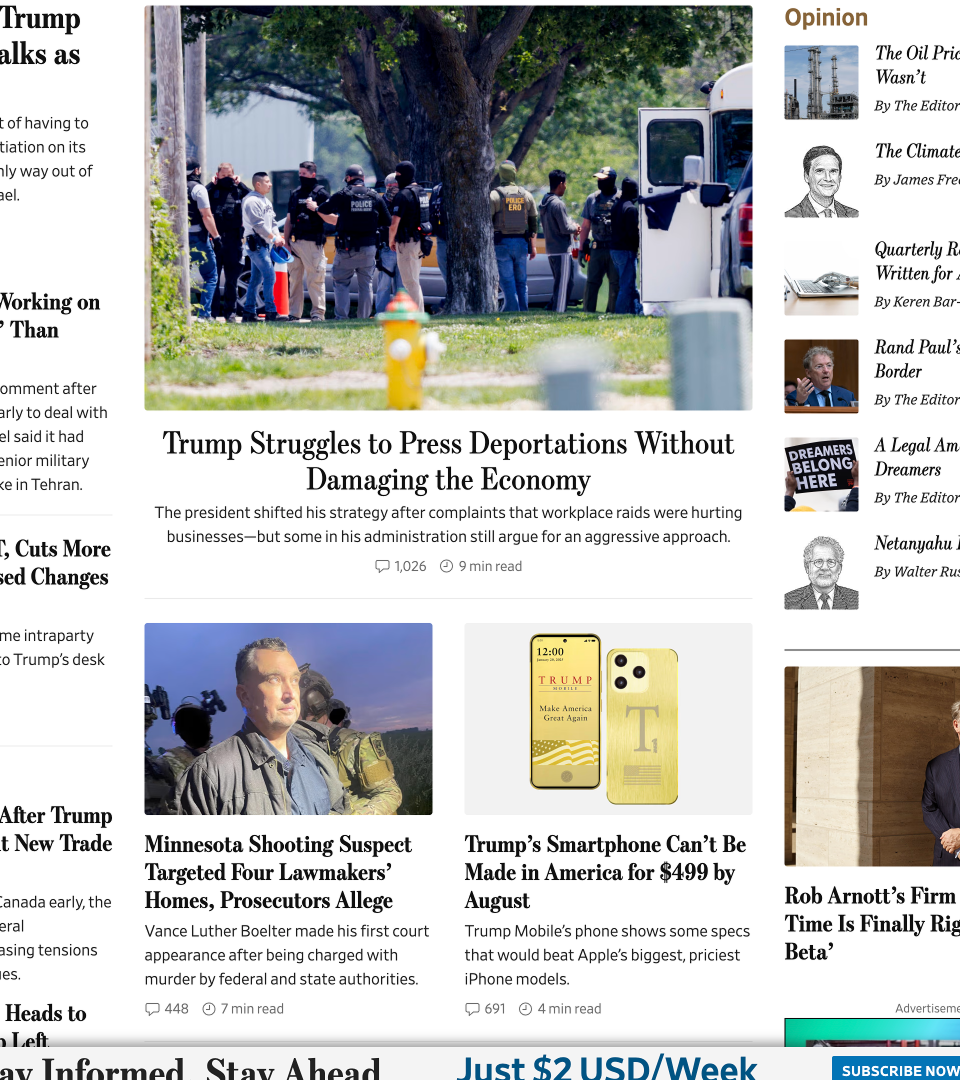 Trump
alks as
t of having to
tiation on its
nly way out of
ael.
Working on
’ Than
omment after
arly to deal with
el said it had
enior military
ke in Tehran.
T, Cuts More
sed Changes
me intraparty
to Trump’s desk
After Trump
t New Trade
Canada early, the
eral
asing tensions
ues.
Heads to
o Left
POLICE
POLICE
ERO
Trump Struggles to Press Deportations Without
Damaging the Economy
The president shifted his strategy after complaints that workplace raids were hurting
businesses—but some in his administration still argue for an aggressive approach.
1,026 9 min read
Minnesota Shooting Suspect
Targeted Four Lawmakers’
Homes, Prosecutors Allege
Vance Luther Boelter made his first court
appearance after being charged with
murder by federal and state authorities.
448 7 min read
12:00
TRUMP
MOBILE
Make America
Great Again
T1
Trump’s Smartphone Can’t Be
Made in America for $499 by
August
Trump Mobile’s phone shows some specs
that would beat Apple’s biggest, priciest
iPhone models.
691 4 min read
Opinion
The Oil Pric
Wasn’t
By The Editor
The Climate
By James Free
Quarterly Re
Written for A
By Keren Bar-
Rand Paul’s
Border
By The Editor
DREAMERS
BELONG
HERE
A Legal Am
Dreamers
By The Editor
Netanyahu
By Walter Rus
Rob Arnott’s Firm
Time Is Finally Rig
Beta’
Advertiseme
ay Informed, Stay Ahead
Just $2 USD/Week
SUBSCRIBE NOW